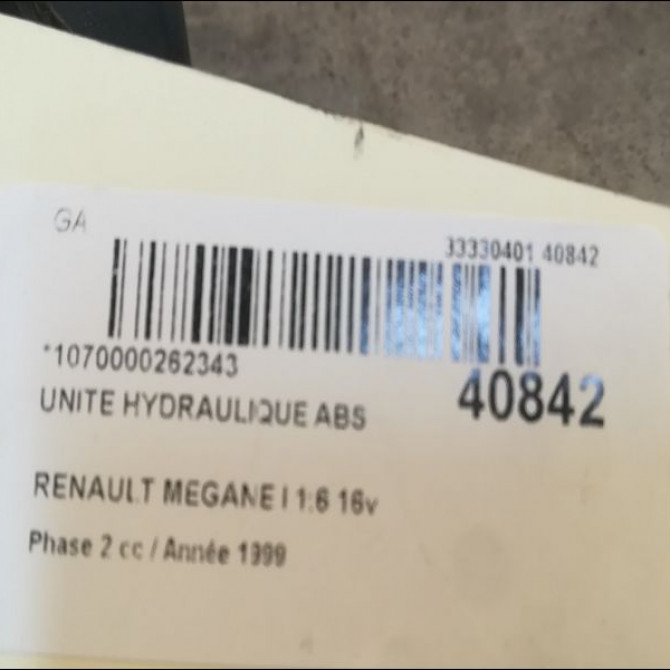 GA
33330401 40842
*1070000262343
40842
UNITE HYDRAULIQUE ABS
RENAULT MEGANE I 1.6 16v
Phase 2 cc / Année 1999